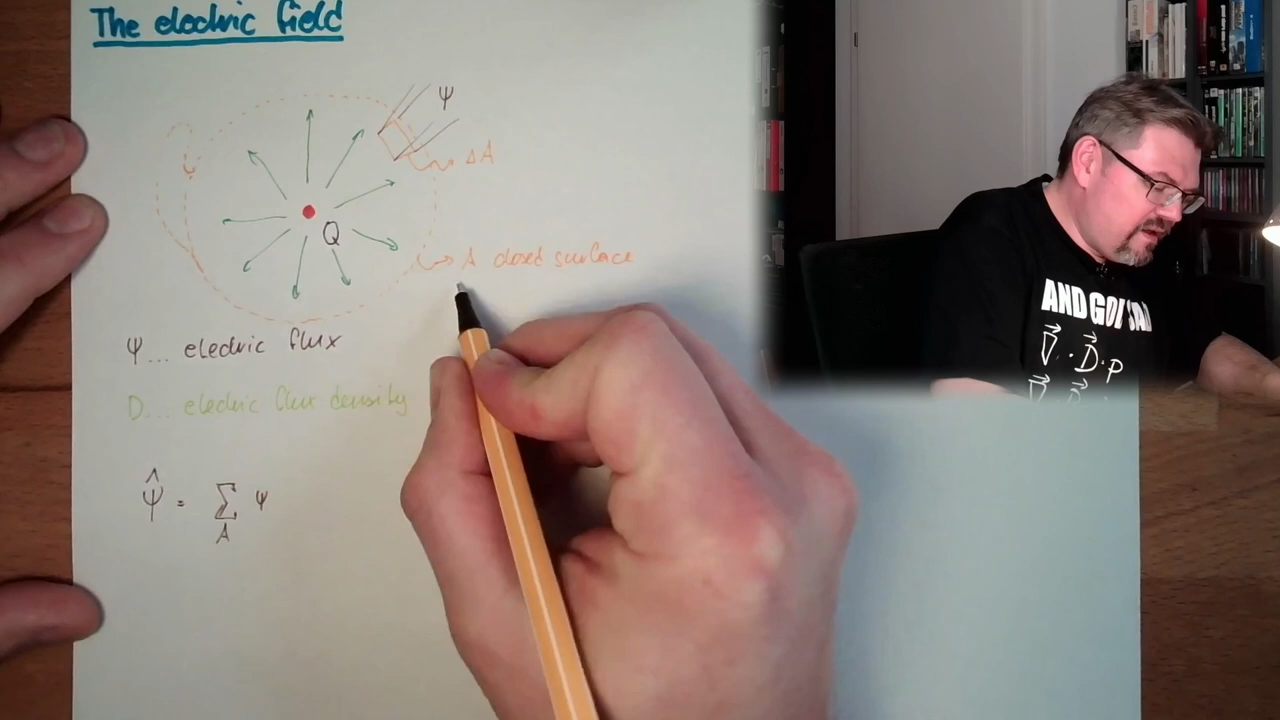 The electric field
Ψ
ΔA
Q
A closed surface
Ψ... electric flux
D... electric flux density
Ψ̂ = Σ Ψ
A
AND GOD SAID
∇⃗ · D⃗ · ρ